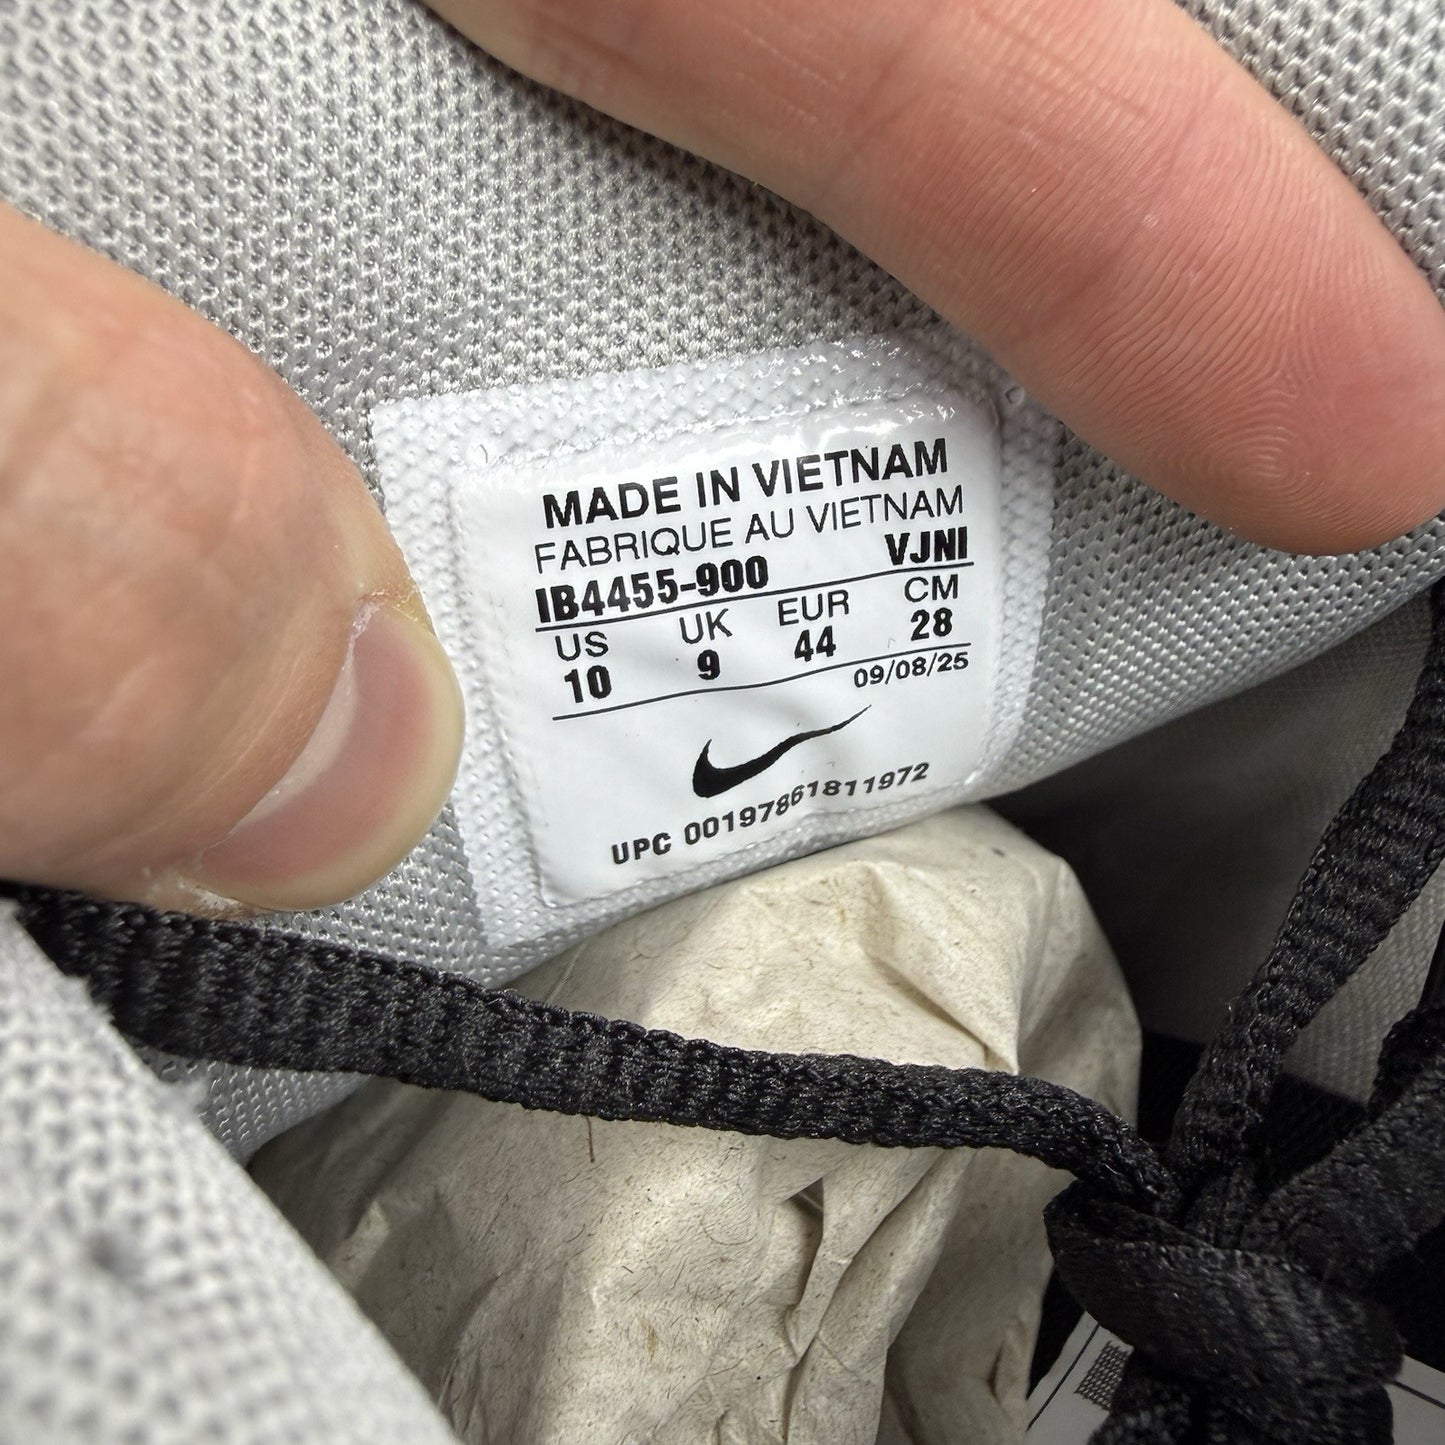 MADE IN VIETNAM
FABRIQUE AU VIETNAM
IB4455-900 VJNI
US UK EUR CM
10 9 44 28
09/08/25
UPC 00197861811972